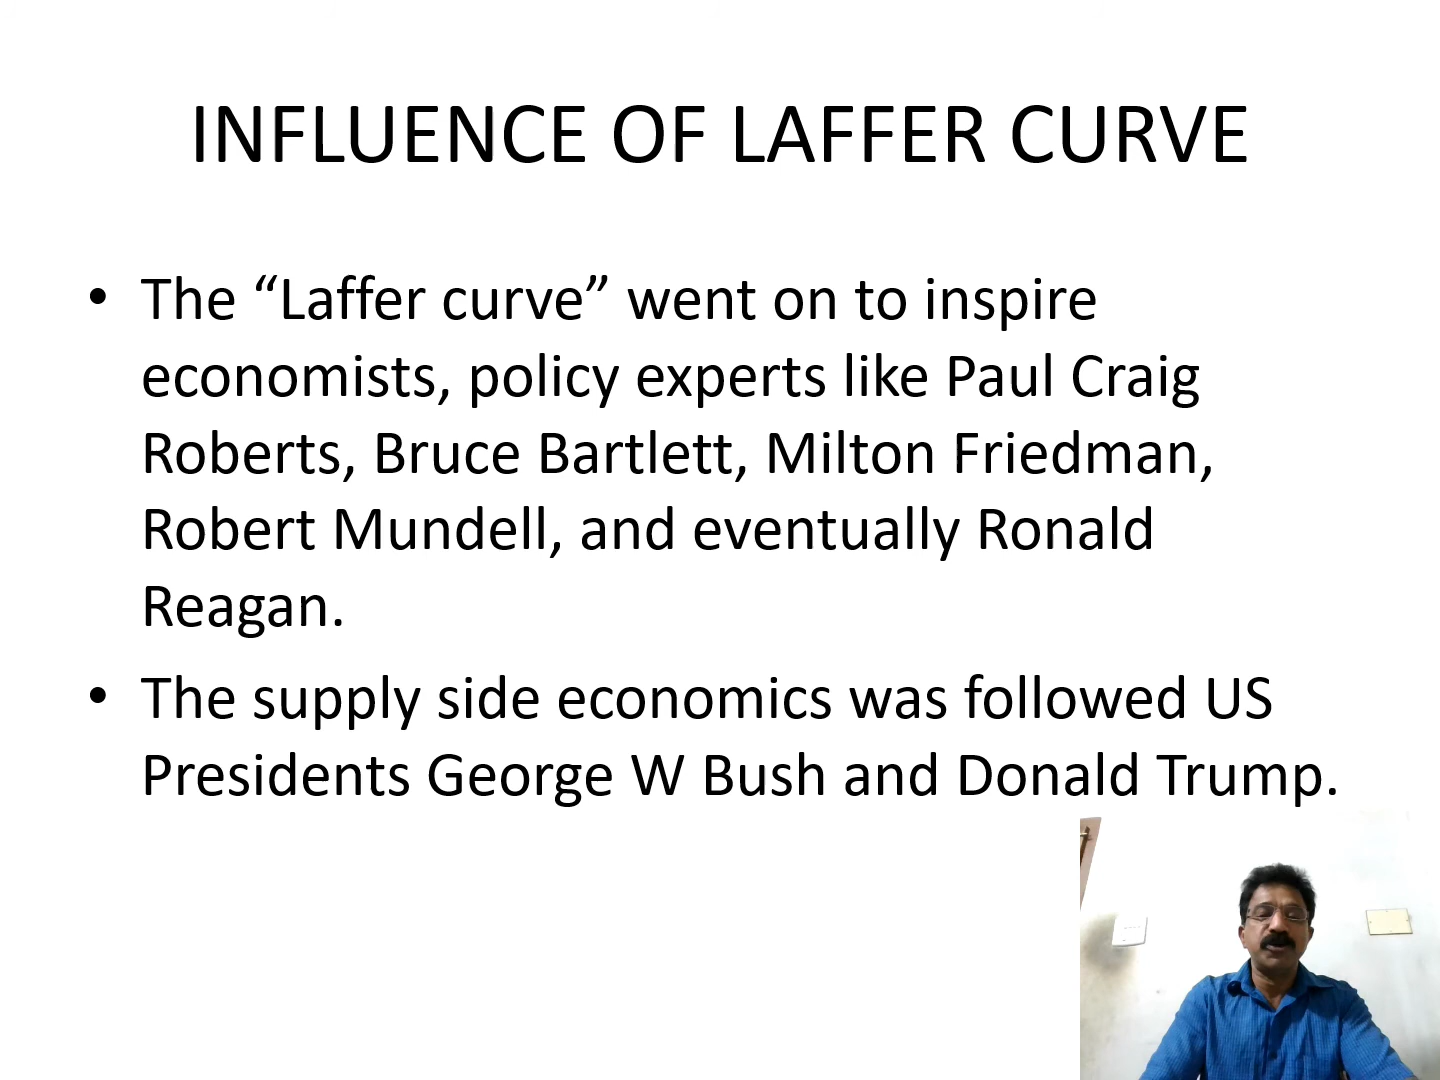 INFLUENCE OF LAFFER CURVE
• The “Laffer curve” went on to inspire
economists, policy experts like Paul Craig
Roberts, Bruce Bartlett, Milton Friedman,
Robert Mundell, and eventually Ronald
Reagan.
• The supply side economics was followed US
Presidents George W Bush and Donald Trump.